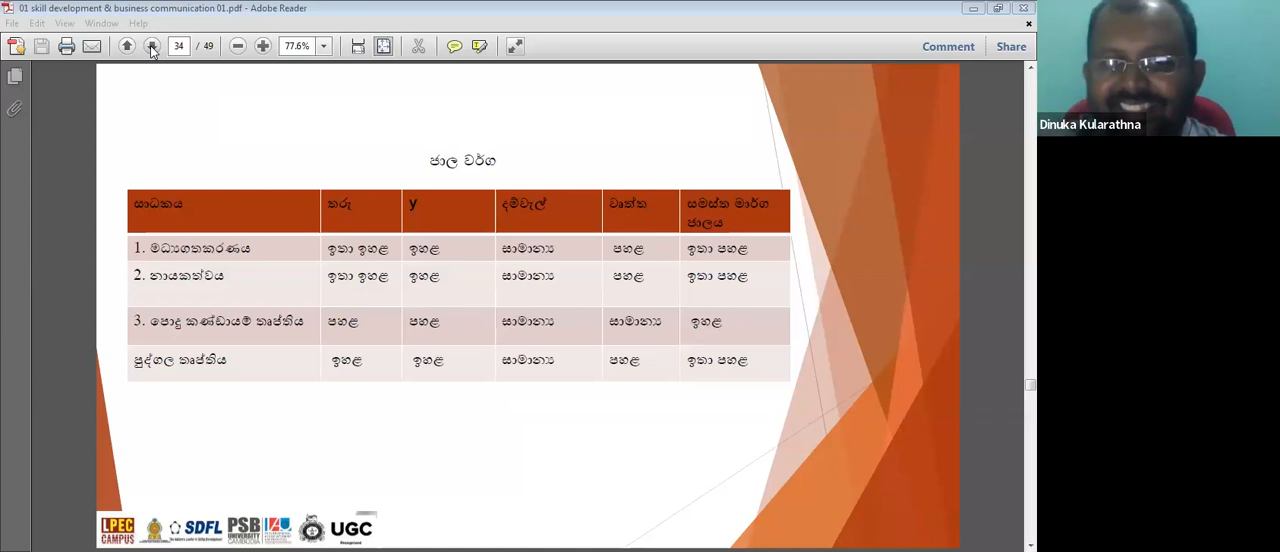 01 skill development & business communication 01.pdf - Adobe Reader
File Edit View Window Help
34 / 49 77.6% Comment Share
Dinuka Kularathna
ජාල වර්ග
සාධකය තරු y දම්වැල් වෘත්ත සමස්ත මාර්ග
ජාලය
1. මධ්‍යගතකරණය ඉතා ඉහළ ඉහළ සාමාන්‍ය පහළ ඉතා පහළ
2. නායකත්වය ඉතා ඉහළ ඉහළ සාමාන්‍ය පහළ ඉතා පහළ
3. පොදු කණ්ඩායම් තෘප්තිය පහළ පහළ සාමාන්‍ය සාමාන්‍ය ඉහළ
පුද්ගල තෘප්තිය ඉහළ ඉහළ සාමාන්‍ය පහළ ඉතා පහළ
LPEC CAMPUS SDFL PSB UNIVERSITY CAMBODIA UGC